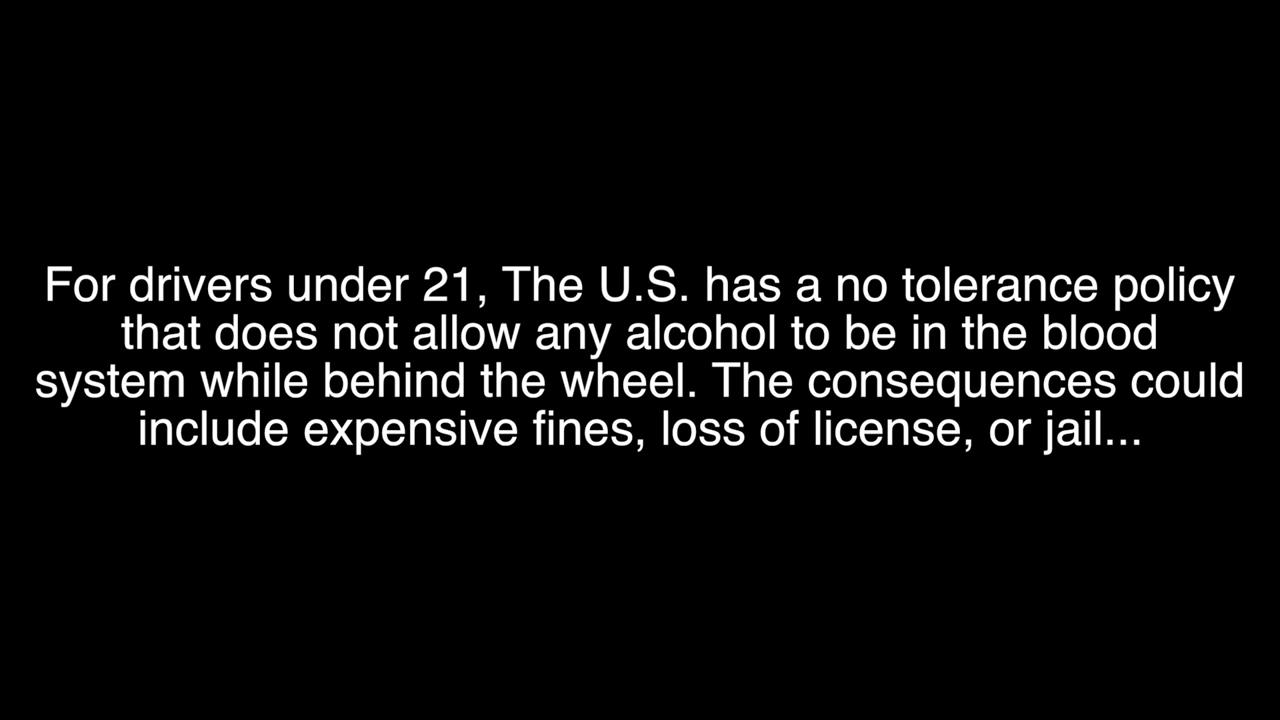 For drivers under 21, The U.S. has a no tolerance policy
that does not allow any alcohol to be in the blood
system while behind the wheel. The consequences could
include expensive fines, loss of license, or jail...